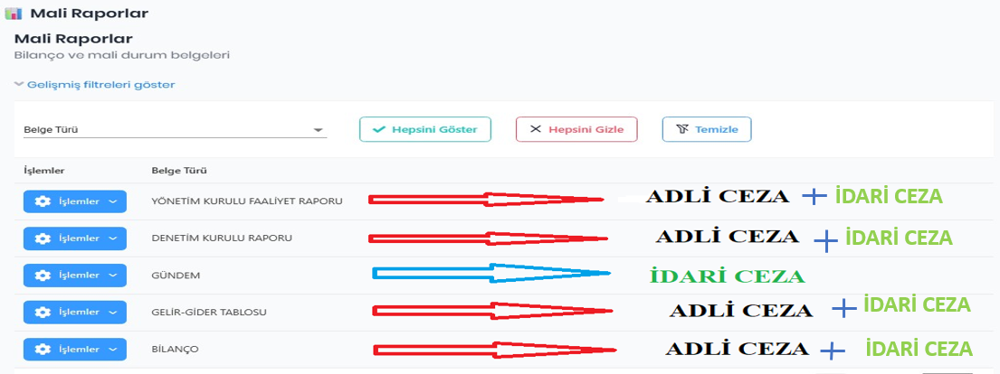 Mali Raporlar
Mali Raporlar
Bilanço ve mali durum belgeleri
Gelişmiş filtreleri göster
Belge Türü Hepsini Göster Hepsini Gizle Temizle
İşlemler Belge Türü
İşlemler YÖNETİM KURULU FAALİYET RAPORU ADLİ CEZA + İDARİ CEZA
İşlemler DENETİM KURULU RAPORU ADLİ CEZA + İDARİ CEZA
İşlemler GÜNDEM İDARİ CEZA
İşlemler GELİR-GİDER TABLOSU ADLİ CEZA + İDARİ CEZA
İşlemler BİLANÇO ADLİ CEZA + İDARİ CEZA